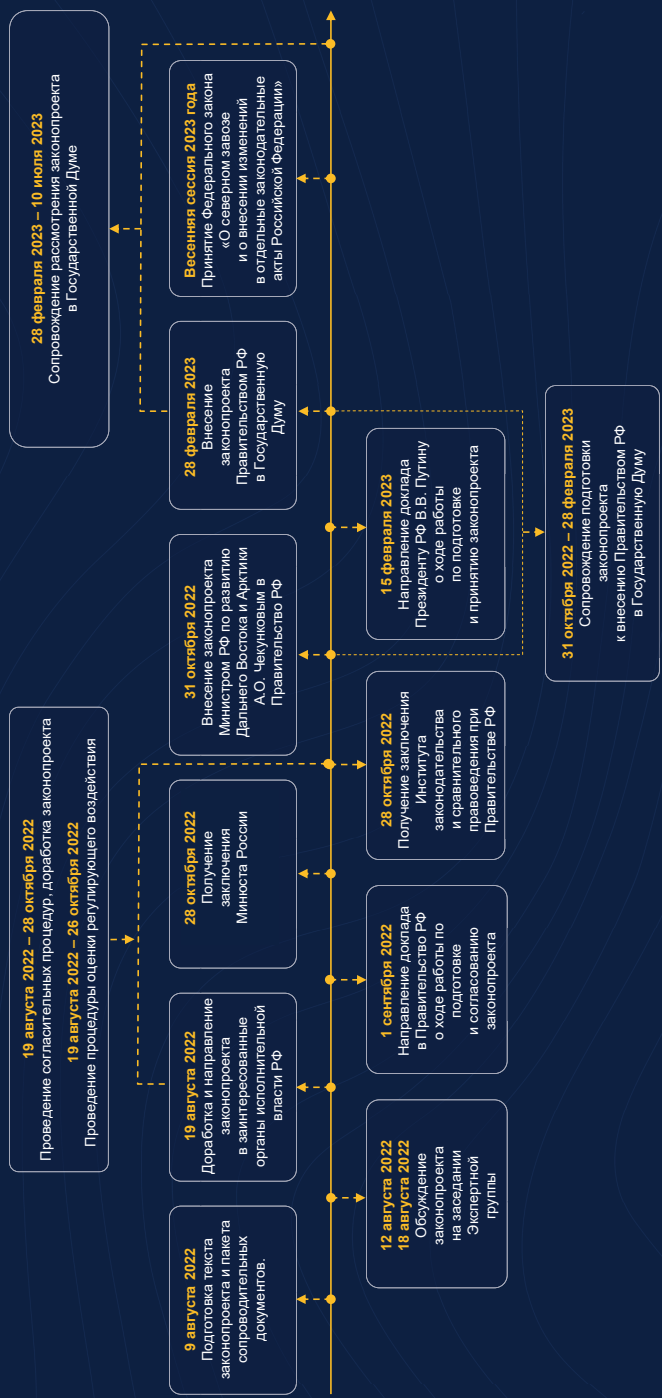 19 августа 2022 – 28 октября 2022
Проведение согласительных процедур, доработка законопроекта
19 августа 2022 – 26 октября 2022
Проведение процедуры оценки регулирующего воздействия
28 февраля 2023 – 10 июля 2023
Сопровождение рассмотрения законопроекта
в Государственной Думе
9 августа 2022
Подготовка текста
законопроекта и пакета
сопроводительных
документов.
19 августа 2022
Доработка и направление
законопроекта
в заинтересованные
органы исполнительной
власти РФ
28 октября 2022
Получение
заключения
Минюста России
31 октября 2022
Внесение законопроекта
Министром РФ по развитию
Дальнего Востока и Арктики
А.О. Чекунковым в
Правительство РФ
28 февраля 2023
Внесение
законопроекта
Правительством РФ
в Государственную
Думу
Весенняя сессия 2023 года
Принятие Федерального закона
«О северном завозе
и о внесении изменений
в отдельные законодательные
акты Российской Федерации»
12 августа 2022
18 августа 2022
Обсуждение
законопроекта
на заседании
Экспертной
группы
1 сентября 2022
Направление доклада
в Правительство РФ
о ходе работы по
подготовке
и согласованию
законопроекта
28 октября 2022
Получение заключения
Института
законодательства
и сравнительного
правоведения при
Правительстве РФ
15 февраля 2023
Направление доклада
Президенту РФ В.В. Путину
о ходе работы
по подготовке
и принятию законопроекта
31 октября 2022 – 28 февраля 2023
Сопровождение подготовки
законопроекта
к внесению Правительством РФ
в Государственную Думу